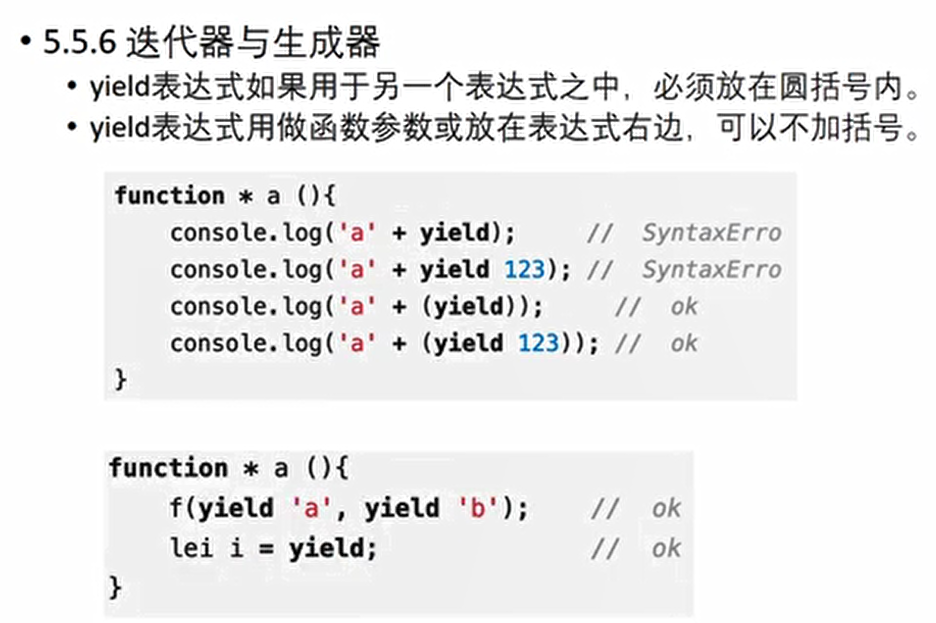 • 5.5.6 迭代器与生成器
• yield表达式如果用于另一个表达式之中，必须放在圆括号内。
• yield表达式用做函数参数或放在表达式右边，可以不加括号。
function * a (){
console.log('a' + yield); // SyntaxErro
console.log('a' + yield 123); // SyntaxErro
console.log('a' + (yield)); // ok
console.log('a' + (yield 123)); // ok
}
function * a (){
f(yield 'a', yield 'b'); // ok
lei i = yield; // ok
}